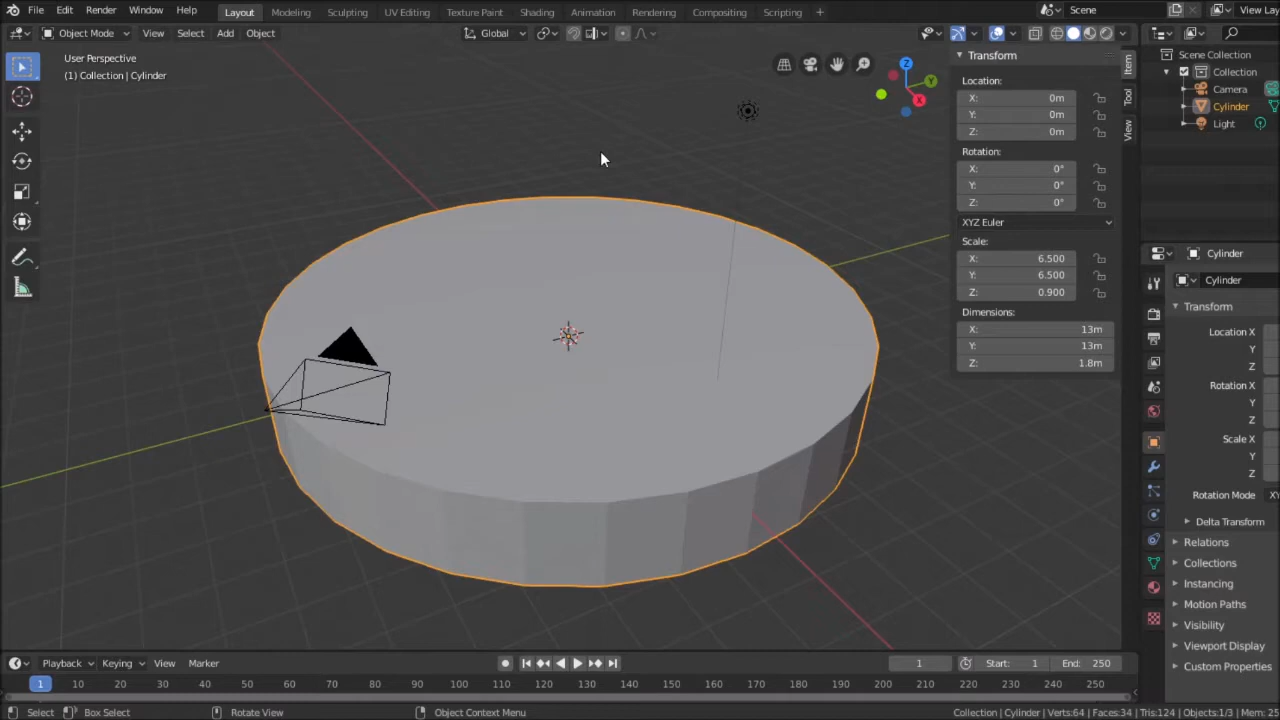 File Edit Render Window Help Layout Modeling Sculpting UV Editing Texture Paint Shading Animation Rendering Compositing Scripting + Scene View Lay
Object Mode View Select Add Object Global
User Perspective
(1) Collection | Cylinder
Z
Y
X
Transform
Location:
X: 0m
Y: 0m
Z: 0m
Rotation:
X: 0°
Y: 0°
Z: 0°
XYZ Euler
Scale:
X: 6.500
Y: 6.500
Z: 0.900
Dimensions:
X: 13m
Y: 13m
Z: 1.8m
Item
Tool
View
Scene Collection
Collection
Camera
Cylinder
Light
Cylinder
Cylinder
Transform
Location X
Y
Z
Rotation X
Y
Z
Scale X
Y
Z
Rotation Mode XY
Delta Transform
Relations
Collections
Instancing
Motion Paths
Visibility
Viewport Display
Custom Properties
Playback Keying View Marker 1 Start: 1 End: 250
1 10 20 30 40 50 60 70 80 90 100 110 120 130 140 150 160 170 180 190 200 210 220 230 240 250
Select Box Select Rotate View Object Context Menu Collection | Cylinder | Verts:64 | Faces:34 | Tris:124 | Objects:1/3 | Mem: 25